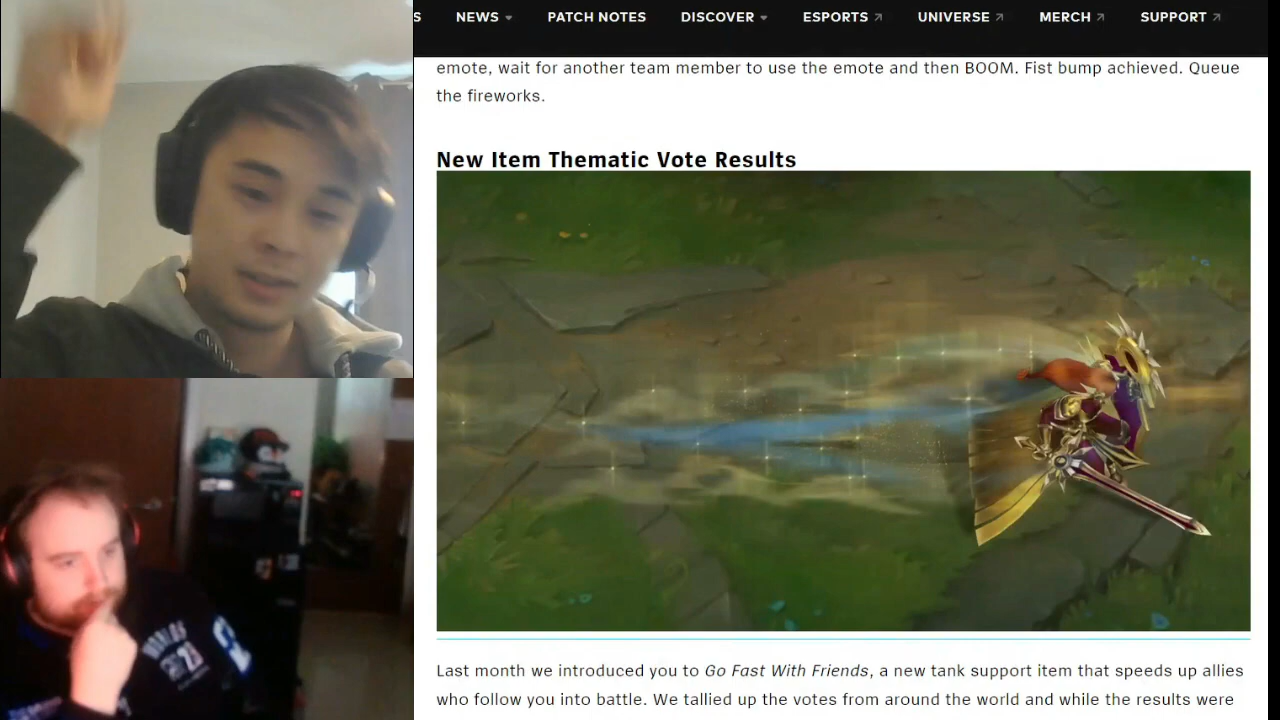 S NEWS PATCH NOTES DISCOVER ESPORTS UNIVERSE MERCH SUPPORT
emote, wait for another team member to use the emote and then BOOM. Fist bump achieved. Queue
the fireworks.
New Item Thematic Vote Results
Last month we introduced you to Go Fast With Friends, a new tank support item that speeds up allies
who follow you into battle. We tallied up the votes from around the world and while the results were